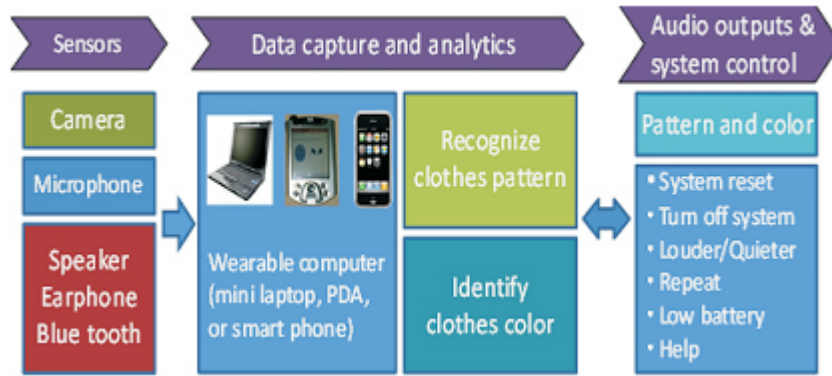 Sensors
Data capture and analytics
Audio outputs &
system control
Camera
Microphone
Speaker
Earphone
Blue tooth
Wearable computer
(mini laptop, PDA,
or smart phone)
Recognize
clothes pattern
Identify
clothes color
Pattern and color
• System reset
• Turn off system
• Louder/Quieter
• Repeat
• Low battery
• Help